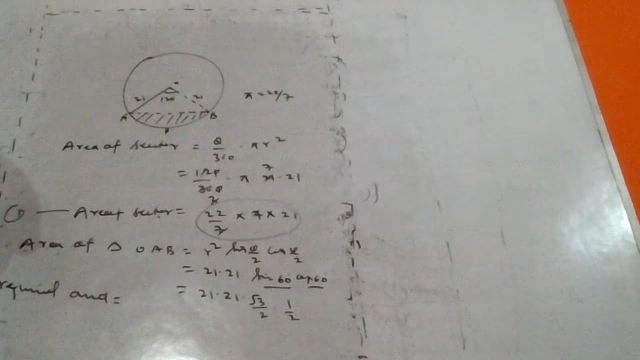 21 120 21
A B
π = 22/7
Area of sector = θ/360 · πr²
= 120/360 · π 21 · 21
① — Area of sector = 22/7 × 7 × 21
Area of Δ OAB = r² sin θ/2 cos θ/2
= 21·21 sin 60 cos 60
= 21·21·√3/2 · 1/2
required